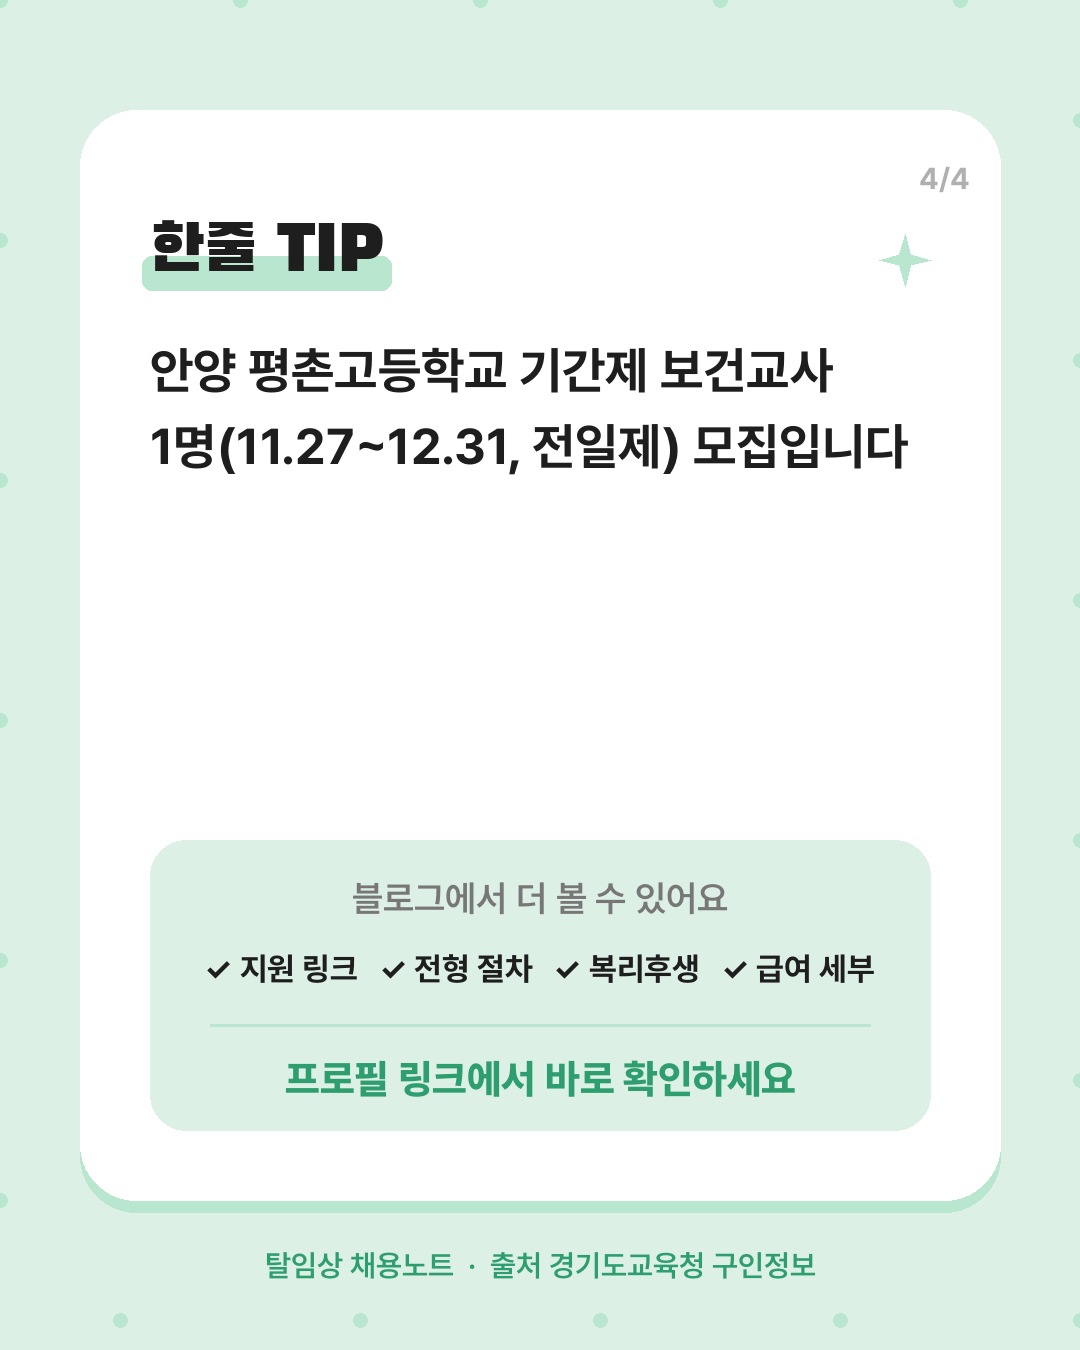 4/4
한줄 TIP
안양 평촌고등학교 기간제 보건교사
1명(11.27~12.31, 전일제) 모집입니다
블로그에서 더 볼 수 있어요
✓ 지원 링크 ✓ 전형 절차 ✓ 복리후생 ✓ 급여 세부
프로필 링크에서 바로 확인하세요
탈임상 채용노트 · 출처 경기도교육청 구인정보